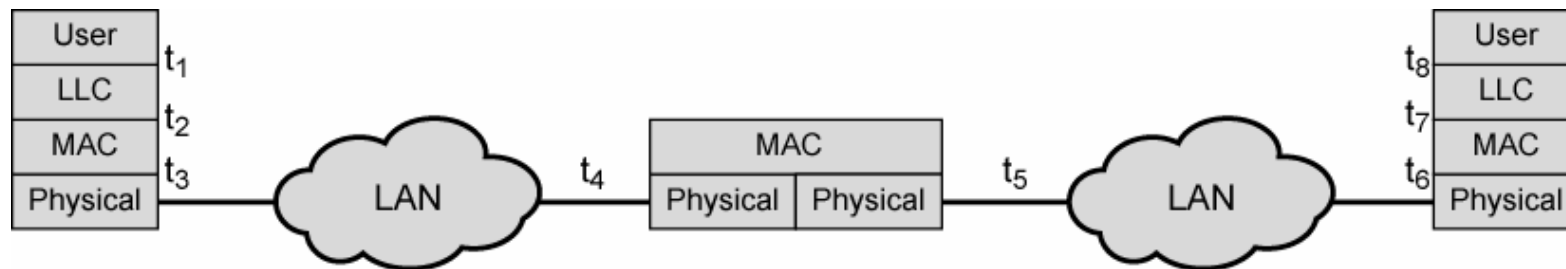 User
t1
LLC
t2
MAC
t3
Physical
LAN
t4
MAC
Physical
Physical
t5
LAN
User
t8
LLC
t7
MAC
t6
Physical